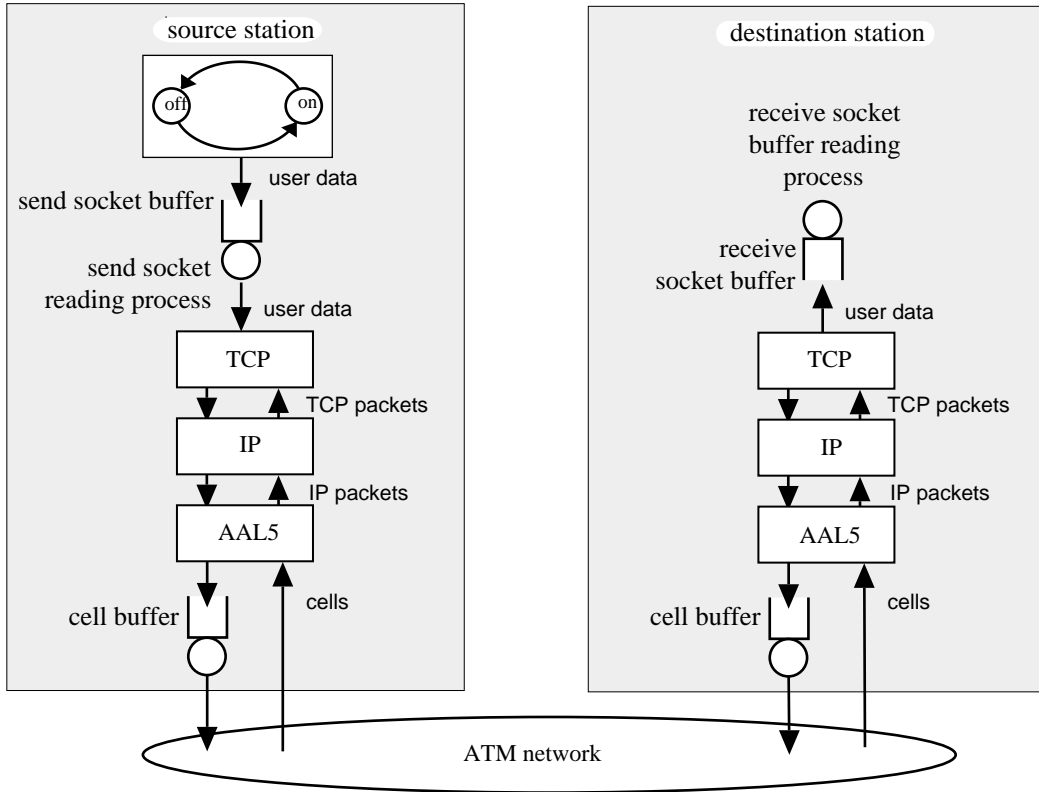 source station
off
on
user data
send socket buffer
send socket
reading process
user data
TCP
TCP packets
IP
IP packets
AAL5
cell buffer
cells
destination station
receive socket
buffer reading
process
receive
socket buffer
user data
TCP
TCP packets
IP
IP packets
AAL5
cell buffer
cells
ATM network